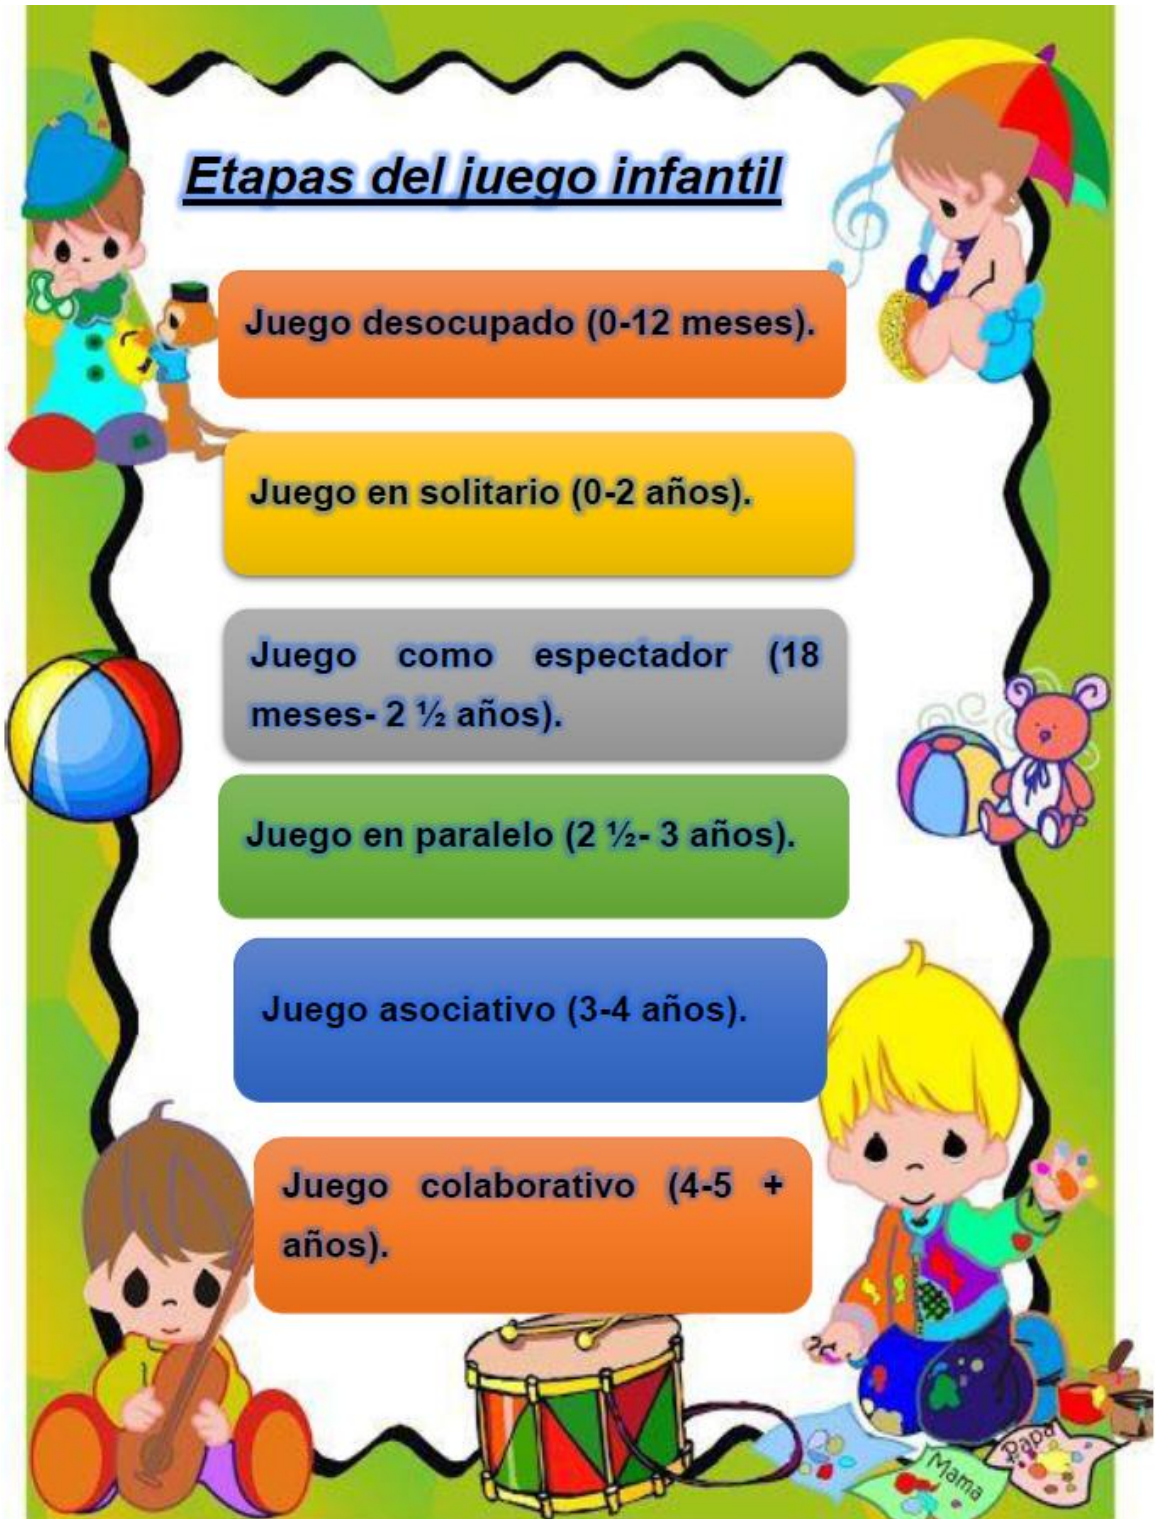 Etapas del juego infantil
Juego desocupado (0-12 meses).
Juego en solitario (0-2 años).
Juego como espectador (18
meses- 2 ½ años).
Juego en paralelo (2 ½- 3 años).
Juego asociativo (3-4 años).
Juego colaborativo (4-5 +
años).
Papa
Mama